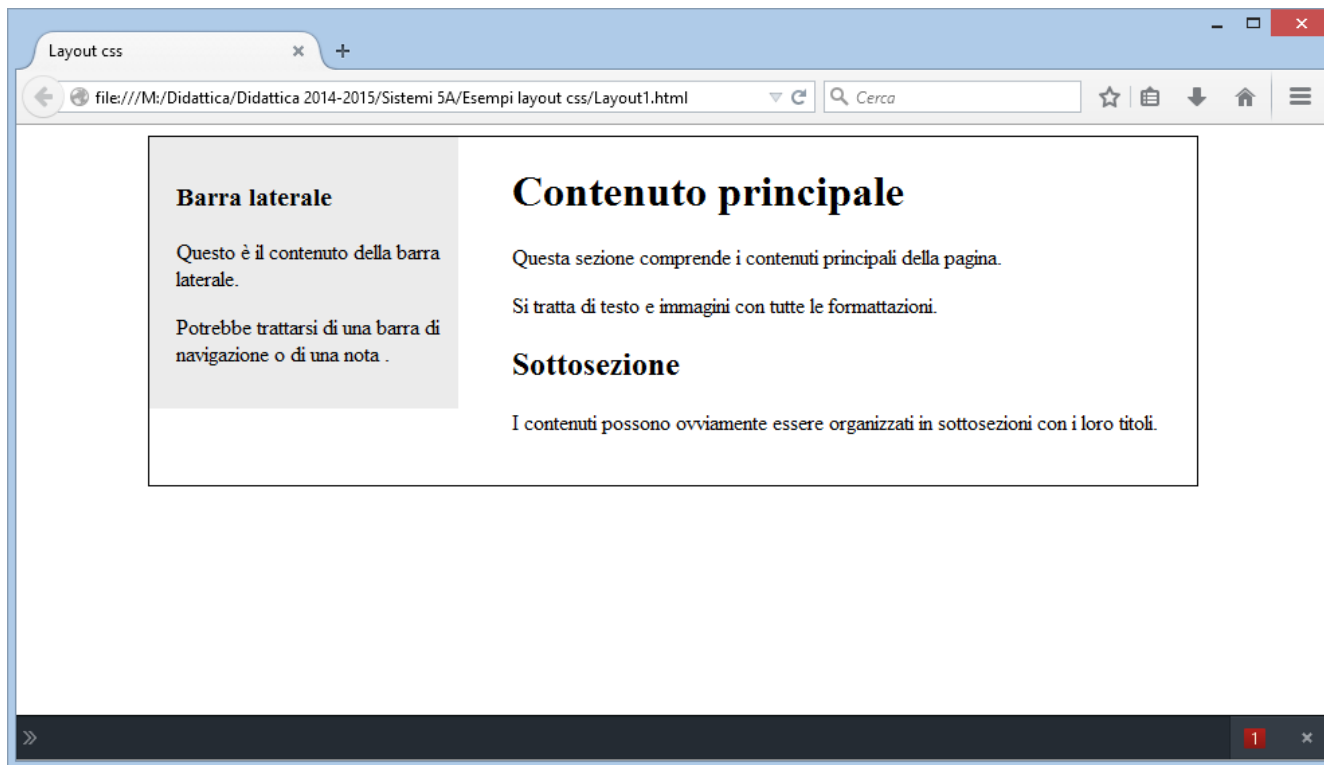 Layout css
file:///M:/Didattica/Didattica 2014-2015/Sistemi 5A/Esempi layout css/Layout1.html
Cerca
Barra laterale
Questo è il contenuto della barra
laterale.
Potrebbe trattarsi di una barra di
navigazione o di una nota .
Contenuto principale
Questa sezione comprende i contenuti principali della pagina.
Si tratta di testo e immagini con tutte le formattazioni.
Sottosezione
I contenuti possono ovviamente essere organizzati in sottosezioni con i loro titoli.
1